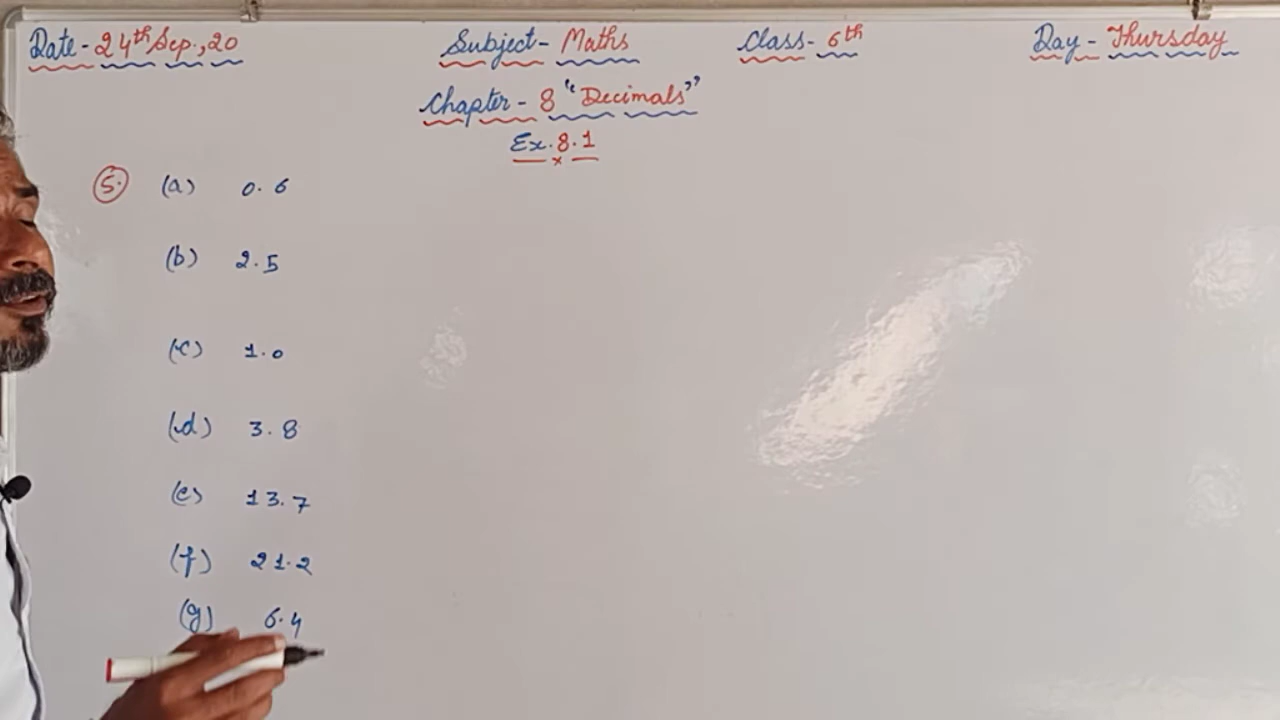 Date - 24th Sep., 20 Subject - Maths Class - 6th Day - Thursday
Chapter - 8 "Decimals"
Ex. 8.1
5. (a) 0.6
(b) 2.5
(c) 1.0
(d) 3.8
(e) 13.7
(f) 21.2
(g) 6.4